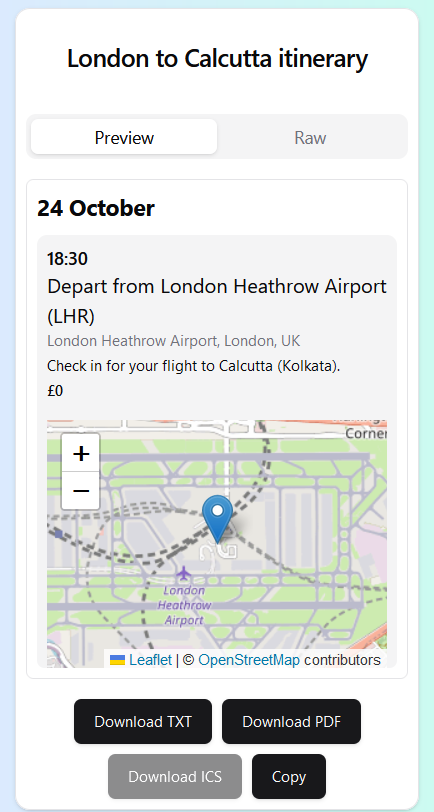 London to Calcutta itinerary
Preview
Raw
24 October
18:30
Depart from London Heathrow Airport
(LHR)
London Heathrow Airport, London, UK
Check in for your flight to Calcutta (Kolkata).
£0
Corner
+
−
London
Heathrow
Airport
Leaflet | © OpenStreetMap contributors
Download TXT
Download PDF
Download ICS
Copy